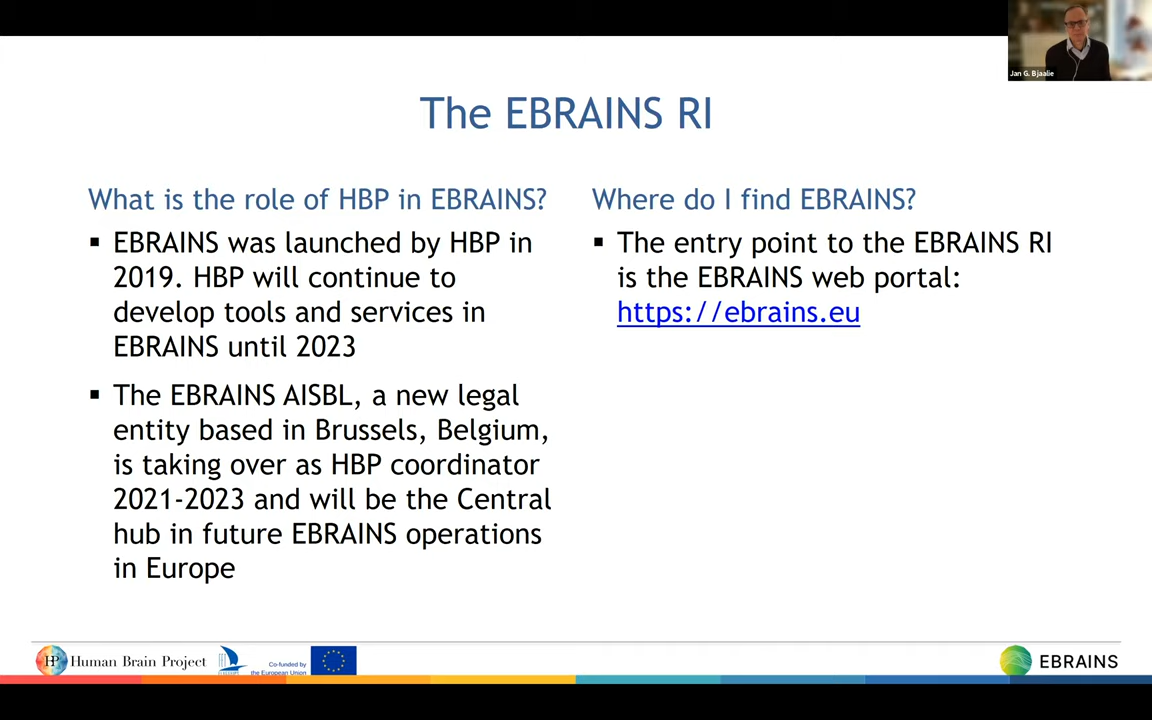 Jan G. Bjaalie
The EBRAINS RI
What is the role of HBP in EBRAINS?
▪ EBRAINS was launched by HBP in
2019. HBP will continue to
develop tools and services in
EBRAINS until 2023
▪ The EBRAINS AISBL, a new legal
entity based in Brussels, Belgium,
is taking over as HBP coordinator
2021-2023 and will be the Central
hub in future EBRAINS operations
in Europe
Where do I find EBRAINS?
▪ The entry point to the EBRAINS RI
is the EBRAINS web portal:
https://ebrains.eu
HP Human Brain Project
Co-funded by
the European Union
EBRAINS